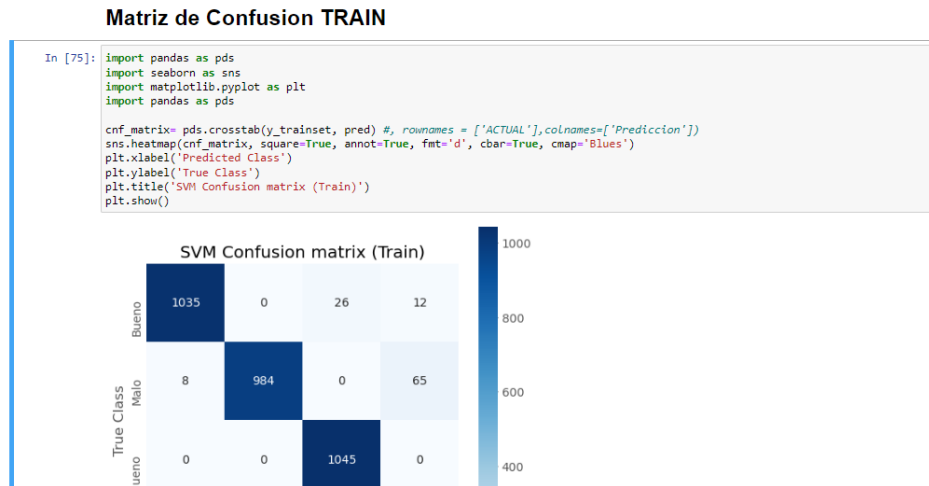 Matriz de Confusion TRAIN
In [75]: import pandas as pds
import seaborn as sns
import matplotlib.pyplot as plt
import pandas as pds
cnf_matrix= pds.crosstab(y_trainset, pred) #, rownames = ['ACTUAL'],colnames=['Prediccion'])
sns.heatmap(cnf_matrix, square=True, annot=True, fmt='d', cbar=True, cmap='Blues')
plt.xlabel('Predicted Class')
plt.ylabel('True Class')
plt.title('SVM Confusion matrix (Train)')
plt.show()
SVM Confusion matrix (Train)
True Class
Bueno 1035 0 26 12
Malo 8 984 0 65
0 0 1045 0
1000
800
600
400